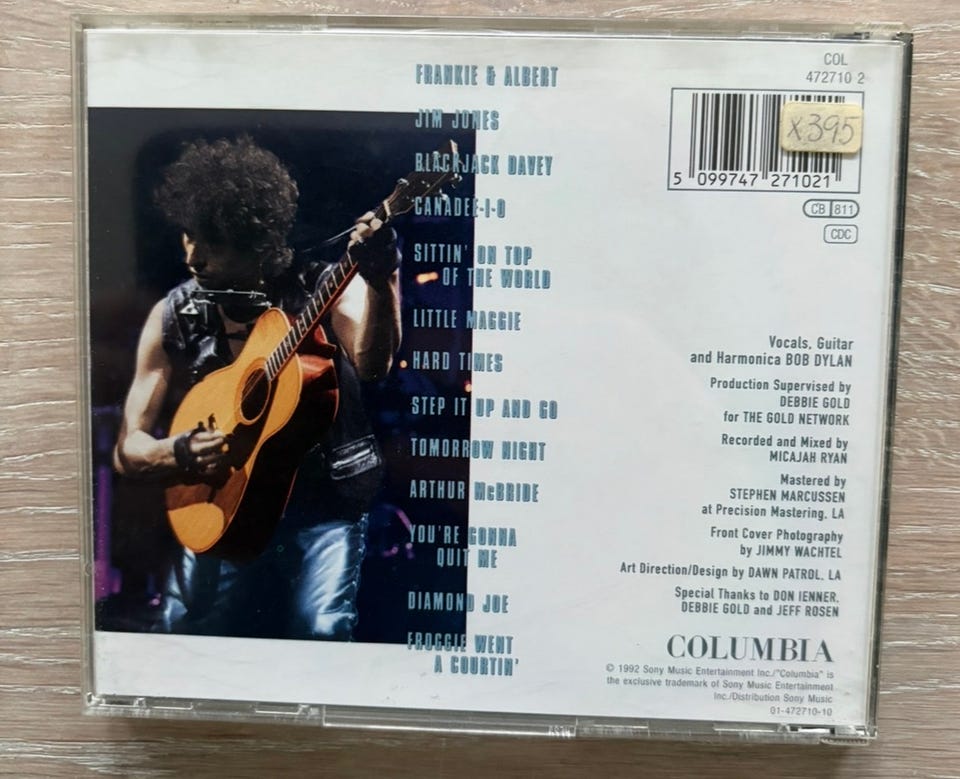 FRANKIE & ALBERT
JIM JONES
BLACKJACK DAVEY
CANADEE-I-O
SITTIN' ON TOP
OF THE WORLD
LITTLE MAGGIE
HARD TIMES
STEP IT UP AND GO
TOMORROW NIGHT
ARTHUR McBRIDE
YOU'RE GONNA
QUIT ME
DIAMOND JOE
FROGGIE WENT
A COURTIN'
COL
472710 2
X395
5 099747 271021
CB 811
CDC
Vocals, Guitar
and Harmonica BOB DYLAN
Production Supervised by
DEBBIE GOLD
for THE GOLD NETWORK
Recorded and Mixed by
MICAJAH RYAN
Mastered by
STEPHEN MARCUSSEN
at Precision Mastering, LA
Front Cover Photography
by JIMMY WACHTEL
Art Direction/Design by DAWN PATROL, LA
Special Thanks to DON IENNER,
DEBBIE GOLD and JEFF ROSEN
COLUMBIA
© 1992 Sony Music Entertainment Inc./"Columbia" is
the exclusive trademark of Sony Music Entertainment
Inc./Distribution Sony Music
01-472710-10